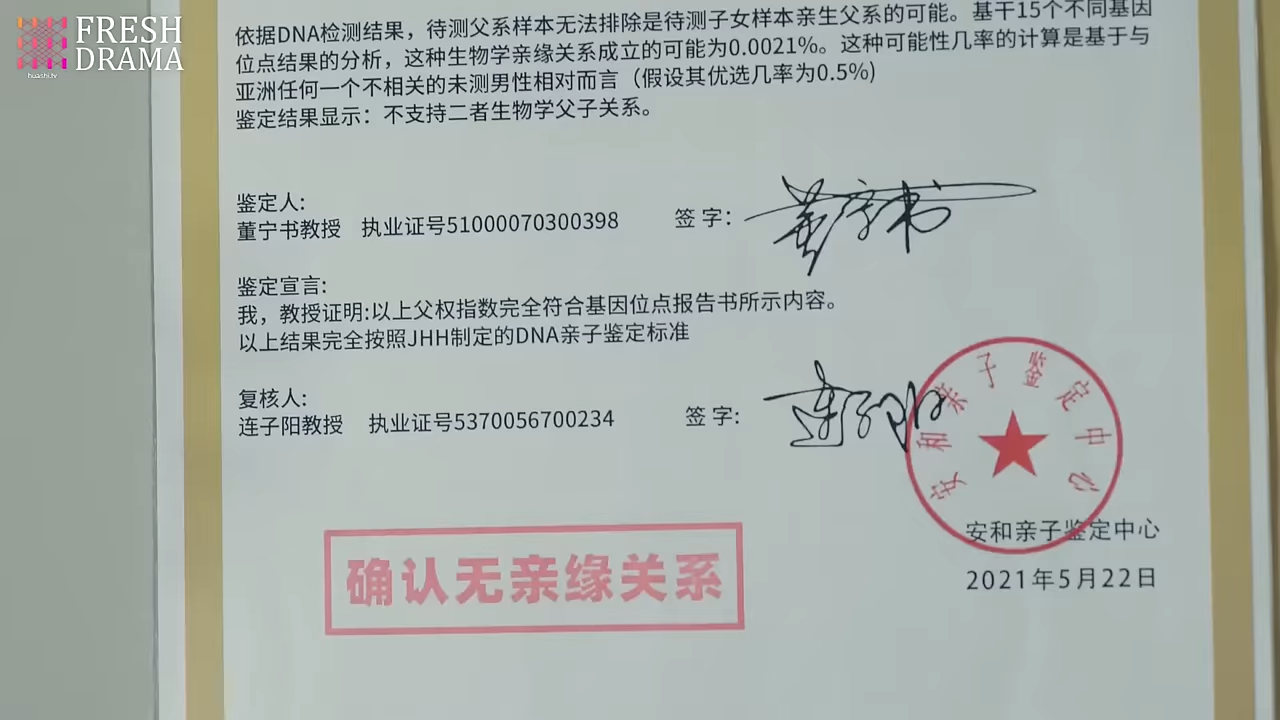 FRESH
DRAMA
huashi.tv
依据DNA检测结果，待测父系样本无法排除是待测子女样本亲生父系的可能。基于15个不同基因
位点结果的分析，这种生物学亲缘关系成立的可能为0.0021%。这种可能性几率的计算是基于与
亚洲任何一个不相关的未测男性相对而言（假设其优选几率为0.5%)
鉴定结果显示：不支持二者生物学父子关系。
鉴定人:
董宁书教授 执业证号51000070300398 签 字： 董宁书
鉴定宣言:
我，教授证明:以上父权指数完全符合基因位点报告书所示内容。
以上结果完全按照JHH制定的DNA亲子鉴定标准
复核人:
连子阳教授 执业证号5370056700234 签 字: 连子阳
安和亲子鉴定中心
安和亲子鉴定中心
2021年5月22日
确认无亲缘关系